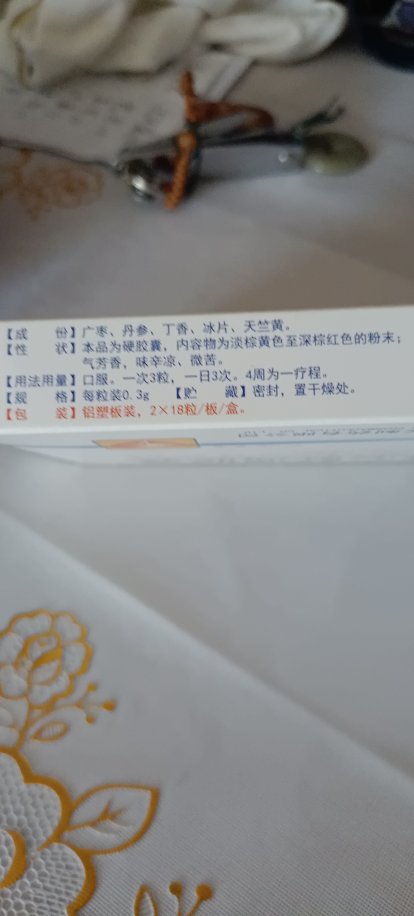 【成 份】广枣、丹参、丁香、冰片、天竺黄。
【性 状】本品为硬胶囊，内容物为淡棕黄色至深棕红色的粉末；
气芳香，味辛凉、微苦。
【用法用量】口服。一次3粒，一日3次。4周为一疗程。
【规 格】每粒装0.3g 【贮 藏】密封，置干燥处。
【包 装】铝塑板装，2×18粒/板/盒。